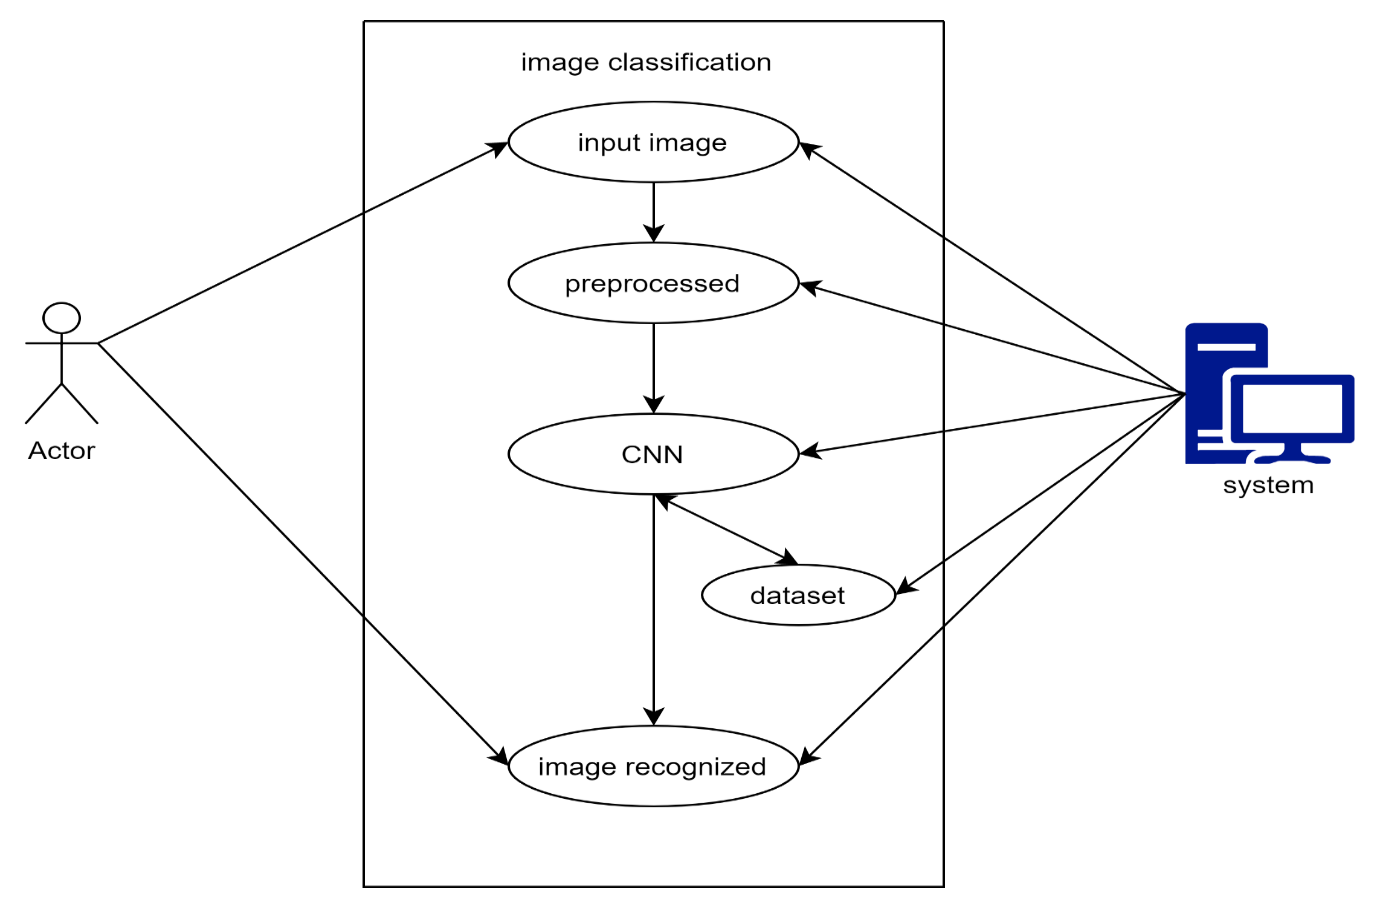 image classification
input image
preprocessed
Actor
CNN
system
dataset
image recognized